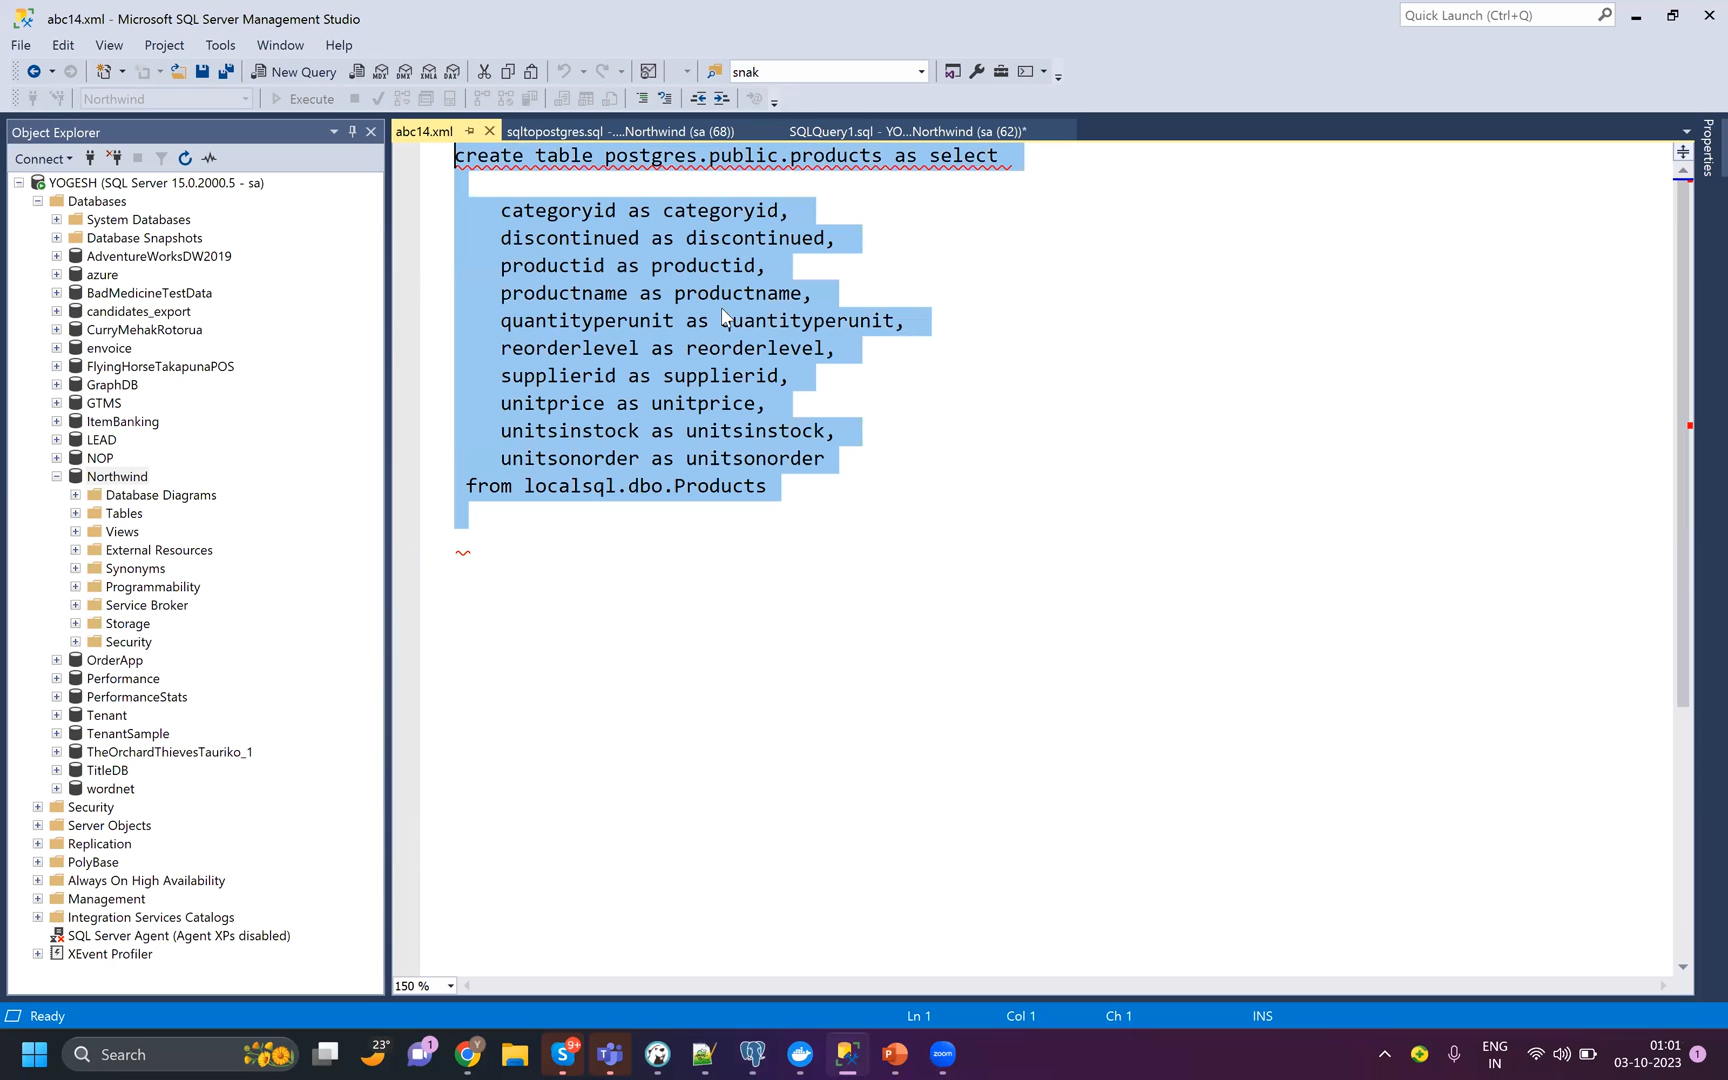 abc14.xml - Microsoft SQL Server Management Studio
Quick Launch (Ctrl+Q)
File Edit View Project Tools Window Help
New Query
MDX DMX XMLA DAX
snak
Northwind
Execute
Object Explorer
abc14.xml
sqltopostgres.sql -....Northwind (sa (68))
SQLQuery1.sql - YO...Northwind (sa (62))*
Properties
Connect
YOGESH (SQL Server 15.0.2000.5 - sa)
Databases
System Databases
Database Snapshots
AdventureWorksDW2019
azure
BadMedicineTestData
candidates_export
CurryMehakRotorua
envoice
FlyingHorseTakapunaPOS
GraphDB
GTMS
ItemBanking
LEAD
NOP
Northwind
Database Diagrams
Tables
Views
External Resources
Synonyms
Programmability
Service Broker
Storage
Security
OrderApp
Performance
PerformanceStats
Tenant
TenantSample
TheOrchardThievesTauriko_1
TitleDB
wordnet
Security
Server Objects
Replication
PolyBase
Always On High Availability
Management
Integration Services Catalogs
SQL Server Agent (Agent XPs disabled)
XEvent Profiler
create table postgres.public.products as select
categoryid as categoryid,
discontinued as discontinued,
productid as productid,
productname as productname,
quantityperunit as quantityperunit,
reorderlevel as reorderlevel,
supplierid as supplierid,
unitprice as unitprice,
unitsinstock as unitsinstock,
unitsonorder as unitsonorder
from localsql.dbo.Products
150 %
Ready
Ln 1
Col 1
Ch 1
INS
Search
23°
1
9+
zoom
ENG
IN
01:01
03-10-2023
1